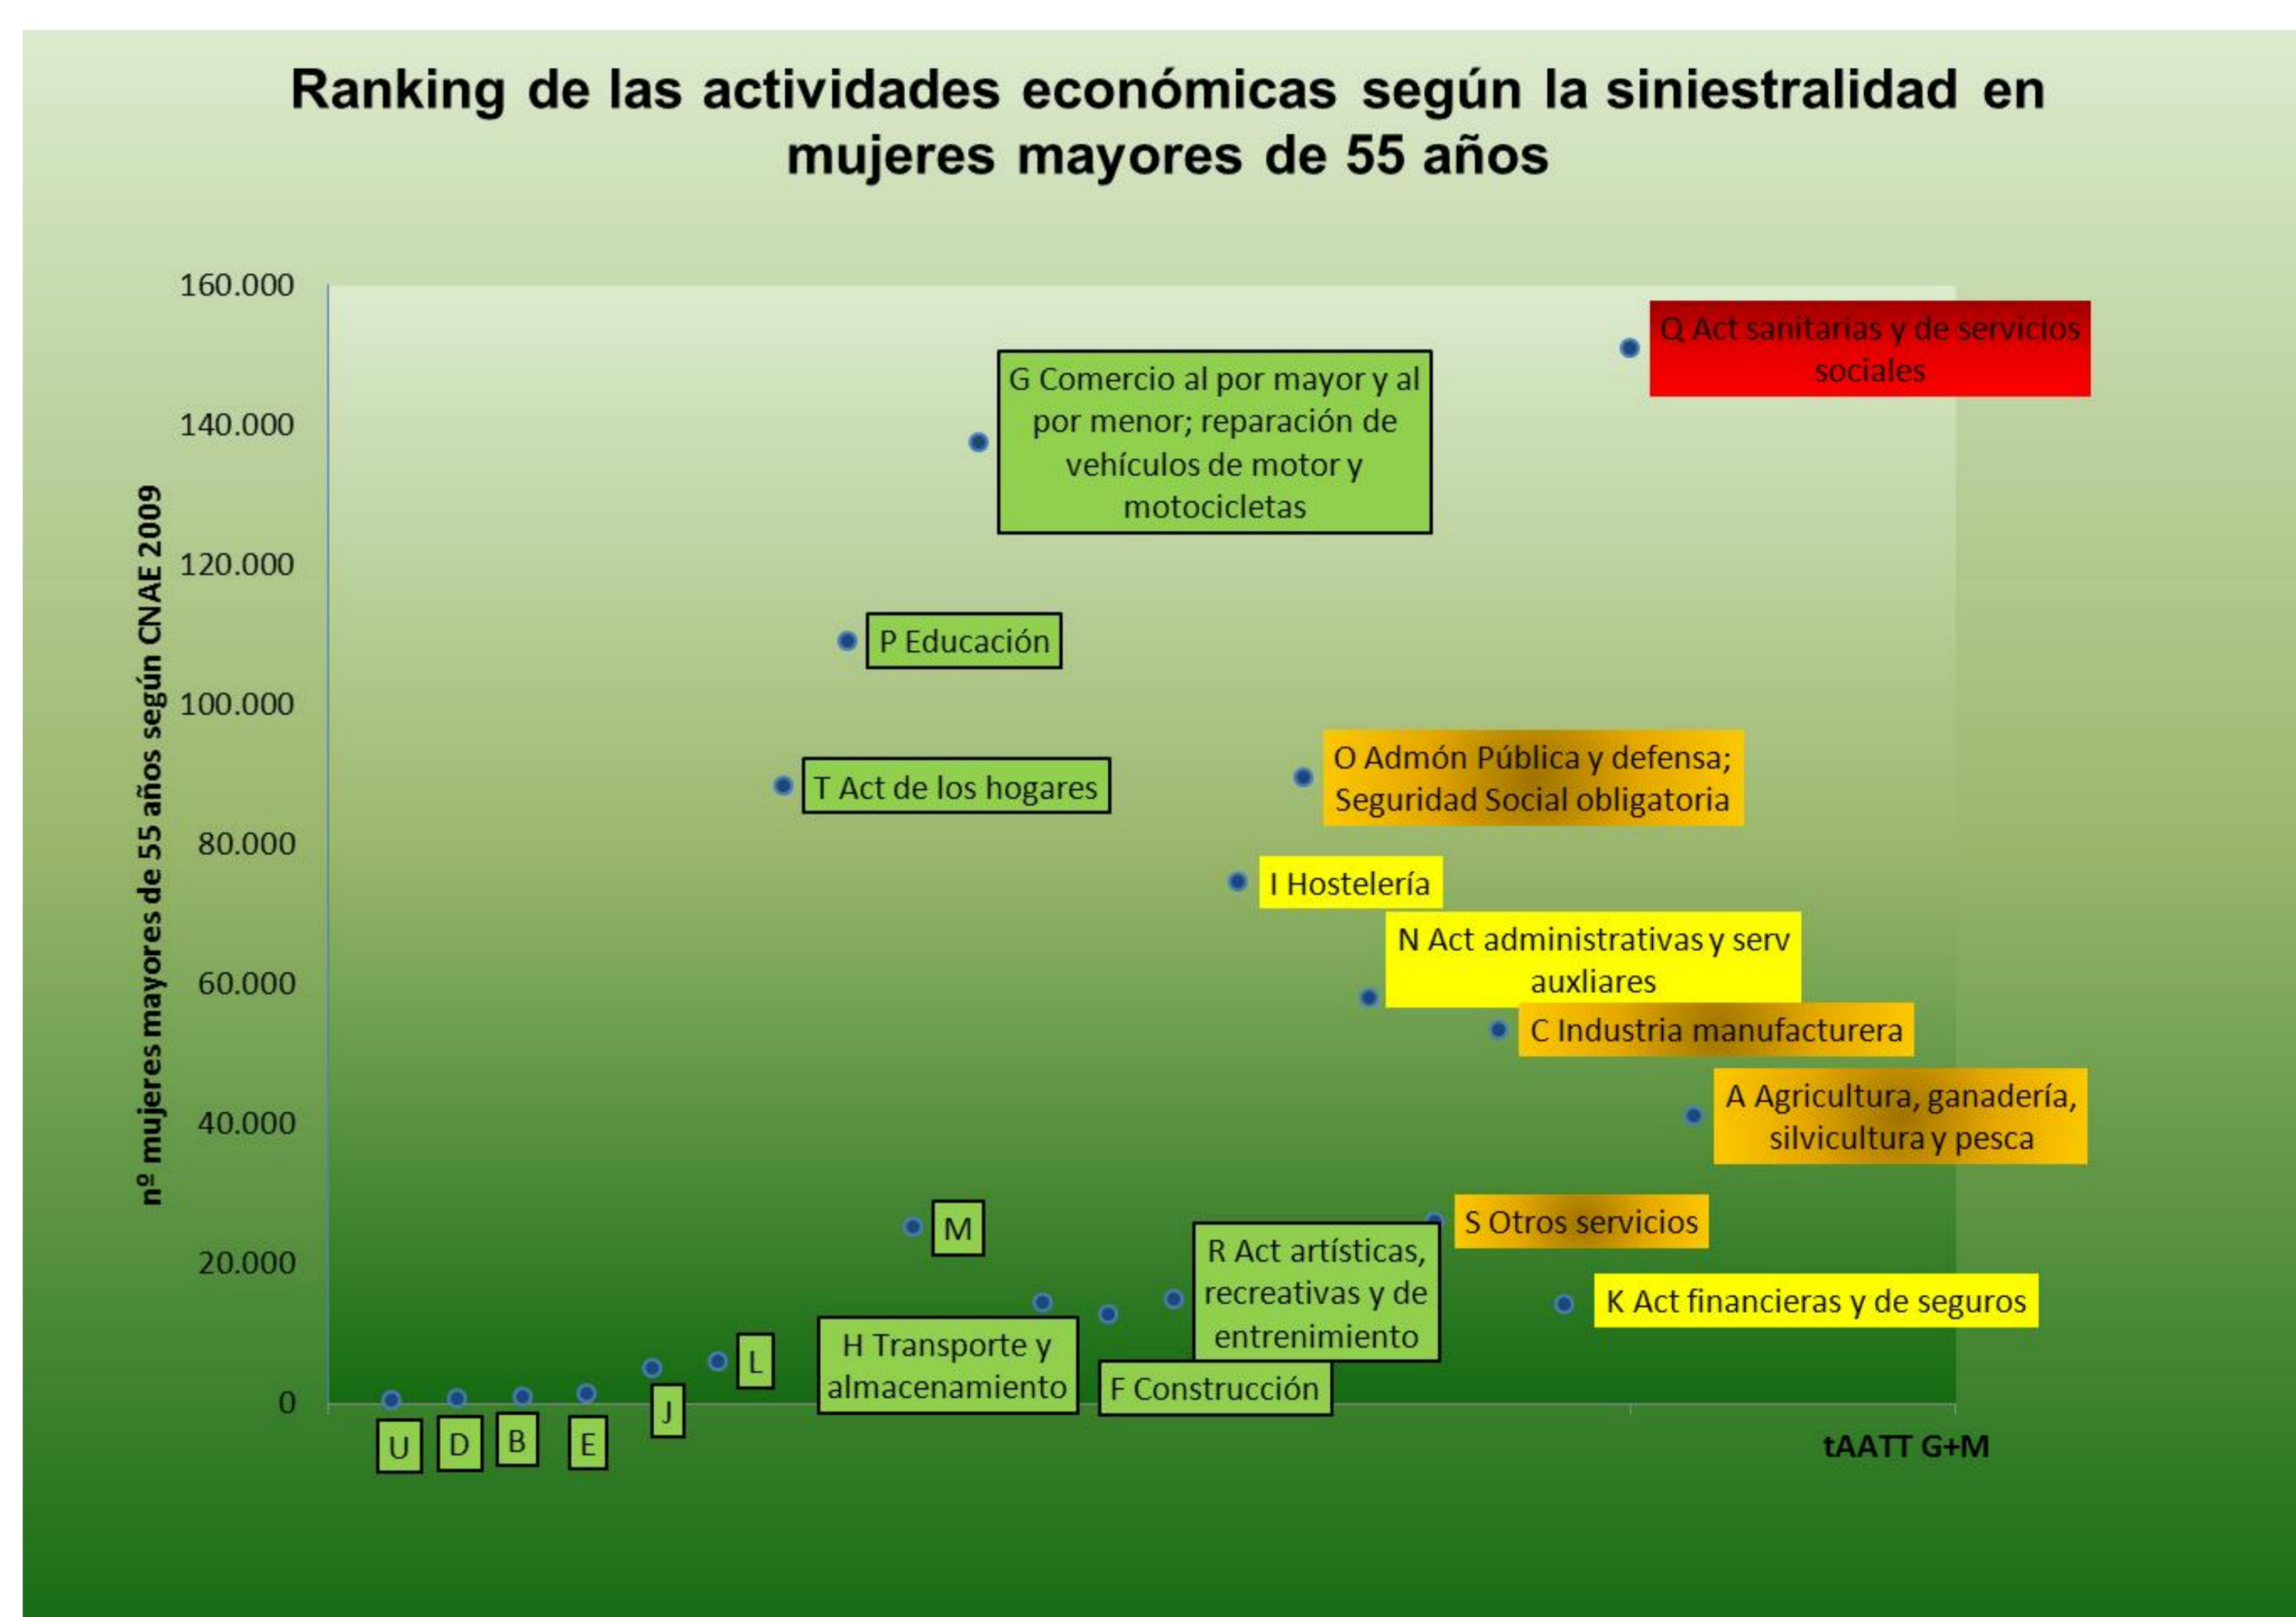 Ranking de las actividades económicas según la siniestralidad en
mujeres mayores de 55 años
nº mujeres mayores de 55 años según CNAE 2009
160.000
140.000
120.000
100.000
80.000
60.000
40.000
20.000
0
Q Act sanitarias y de servicios
sociales
G Comercio al por mayor y al
por menor; reparación de
vehículos de motor y
motocicletas
P Educación
O Admón Pública y defensa;
Seguridad Social obligatoria
T Act de los hogares
I Hostelería
N Act administrativas y serv
auxliares
C Industria manufacturera
A Agricultura, ganadería,
silvicultura y pesca
M
S Otros servicios
R Act artísticas,
recreativas y de
entrenimiento
K Act financieras y de seguros
H Transporte y
almacenamiento
F Construcción
L
J
U
D
B
E
tAATT G+M